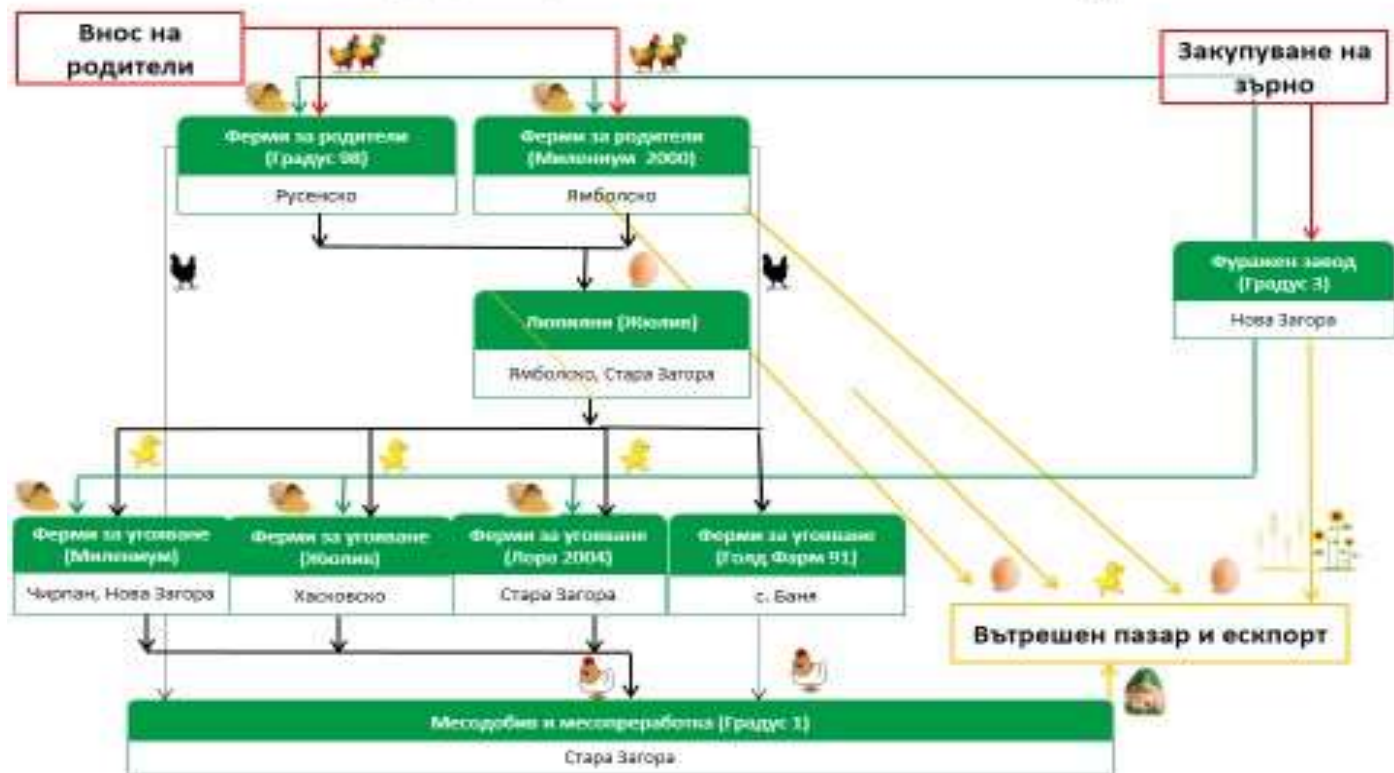 Внос на
родители
Закупуване на
зърно
Ферми за родители
(Градус 98)
Русенско
Ферми за родители
(Милениум 2000)
Ямболско
Фуражен завод
(Градус 3)
Нова Загора
Люпилни (Жюлив)
Ямболско, Стара Загора
Ферми за угояване
(Милениум)
Чирпан, Нова Загора
Ферми за угояване
(Жюлив)
Хасковско
Ферми за угояване
(Лоро 2004)
Стара Загора
Ферми за угояване
(Голд Фарм 91)
с. Баня
Вътрешен пазар и ескпорт
Месодобив и месопреработка (Градус 1)
Стара Загора